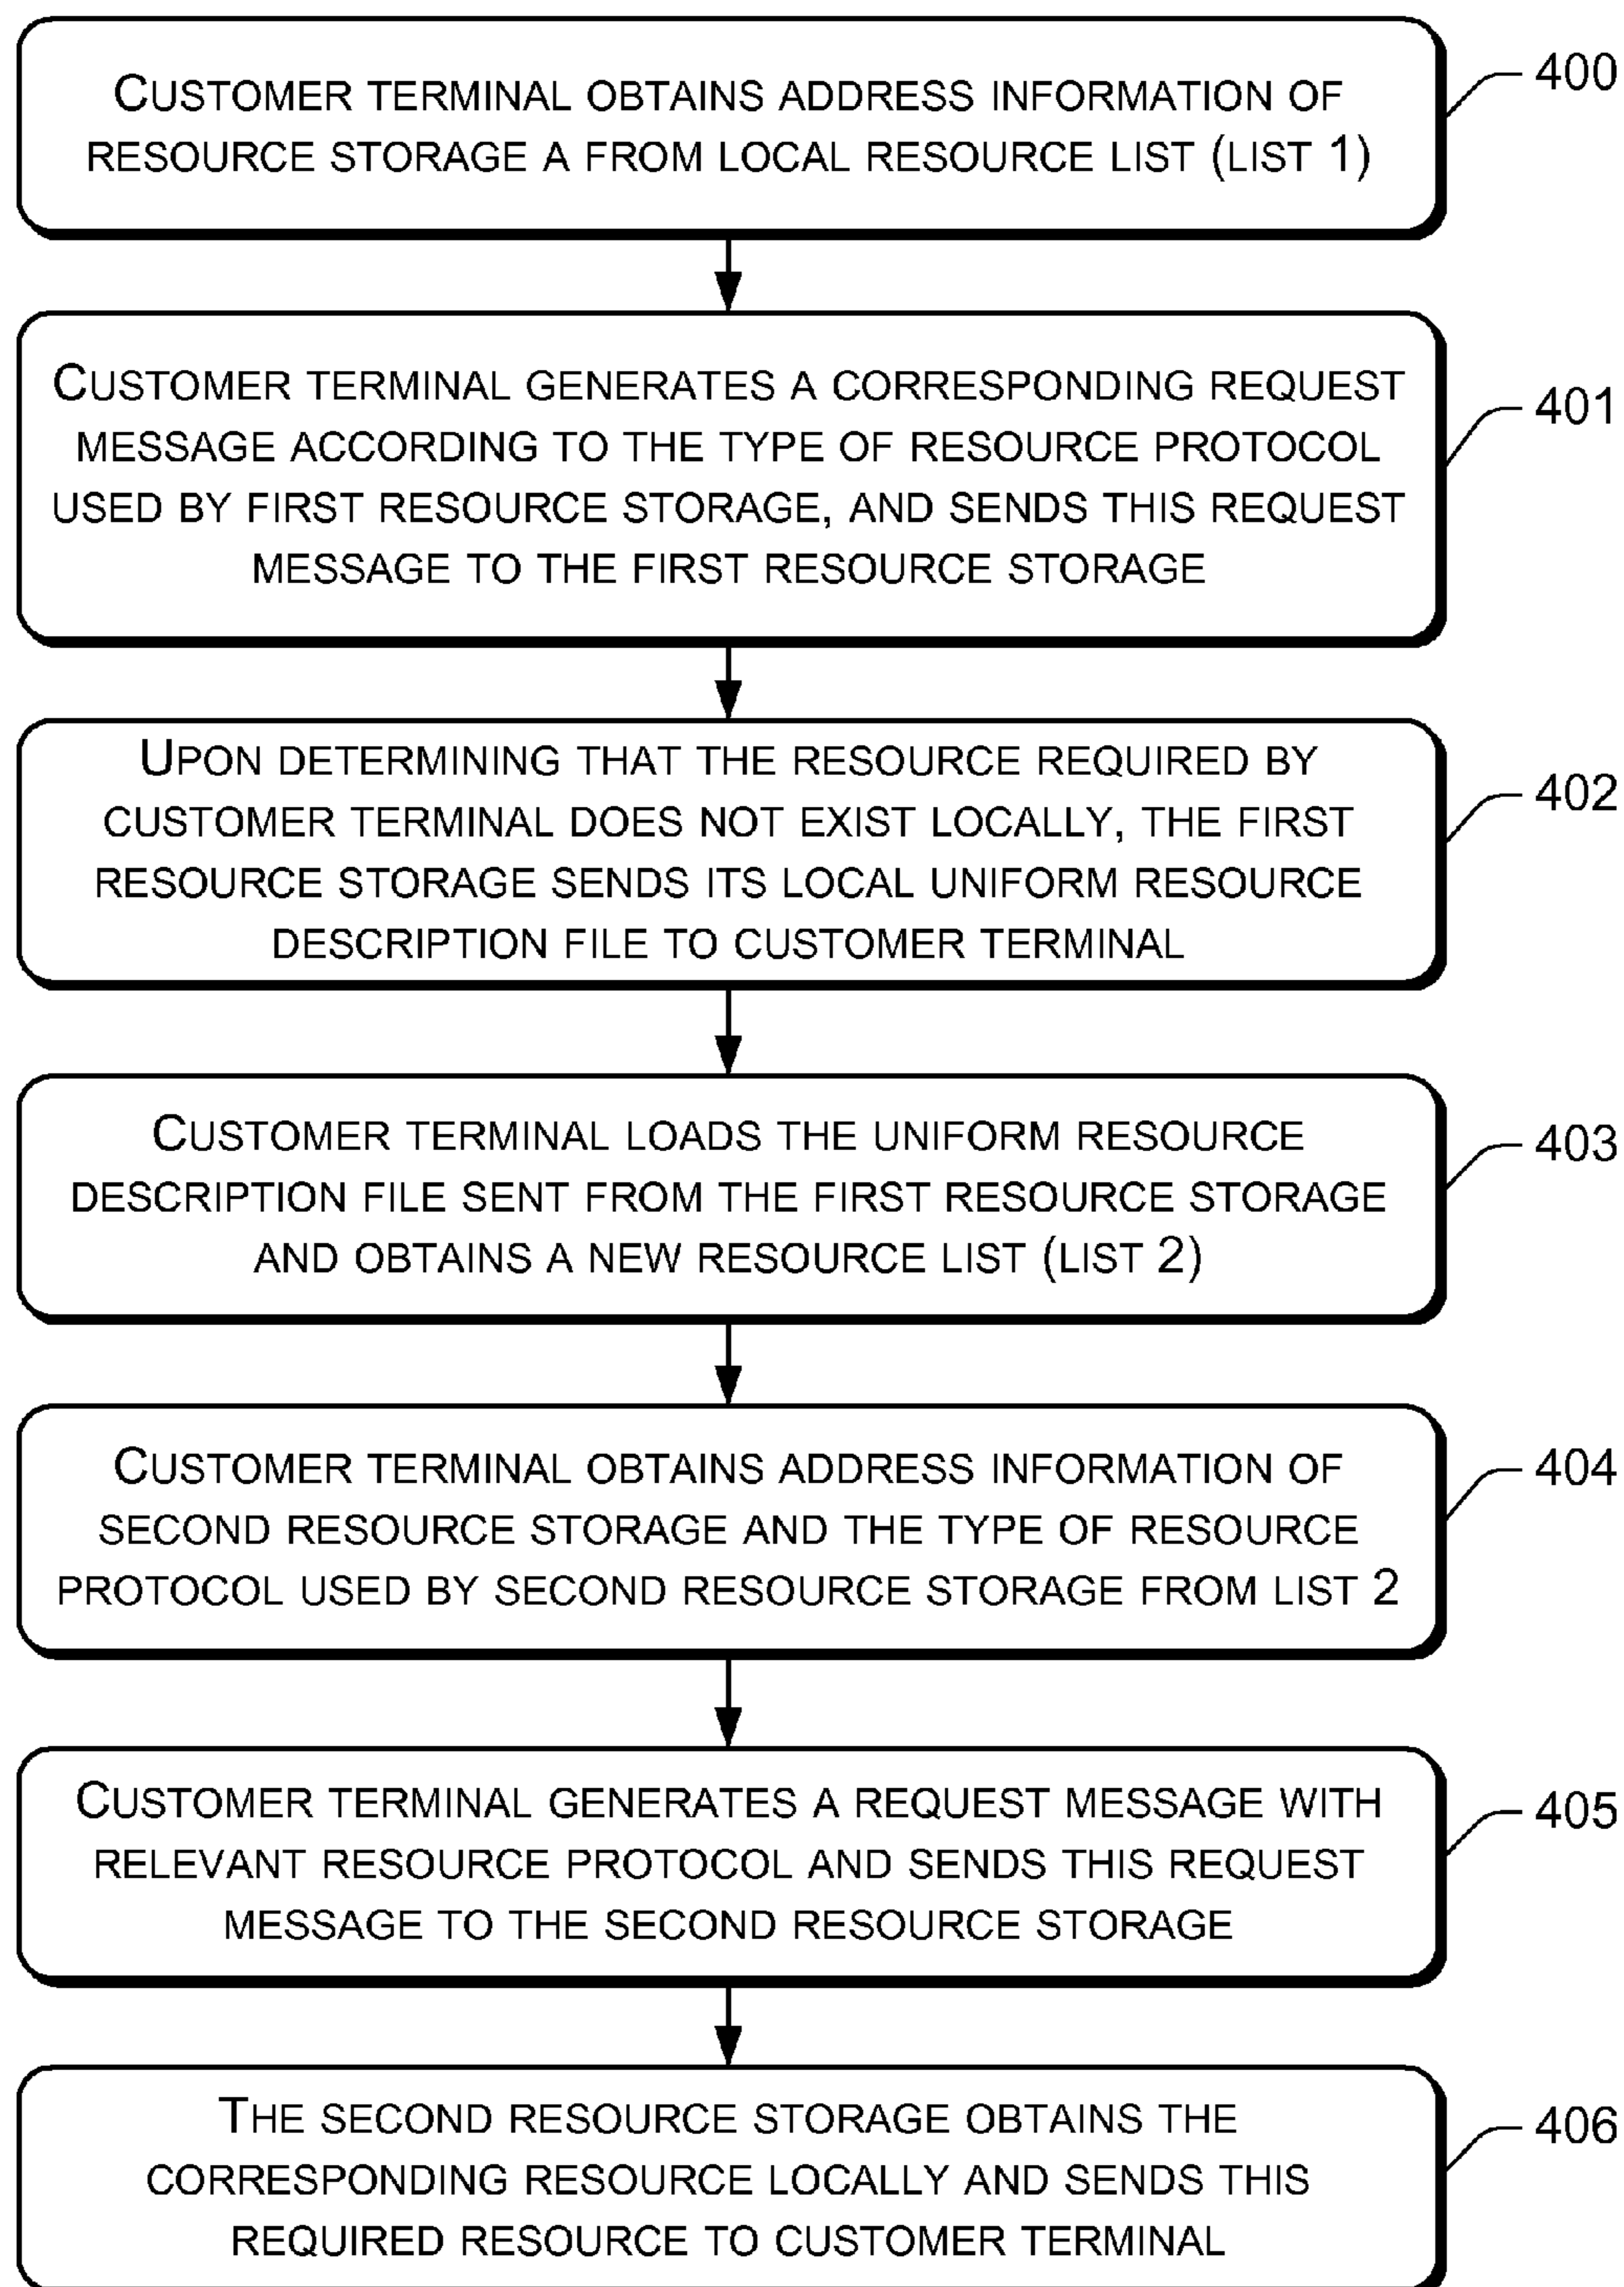 CUSTOMER TERMINAL OBTAINS ADDRESS INFORMATION OF
RESOURCE STORAGE A FROM LOCAL RESOURCE LIST (LIST 1)
400
CUSTOMER TERMINAL GENERATES A CORRESPONDING REQUEST
MESSAGE ACCORDING TO THE TYPE OF RESOURCE PROTOCOL
USED BY FIRST RESOURCE STORAGE, AND SENDS THIS REQUEST
MESSAGE TO THE FIRST RESOURCE STORAGE
401
UPON DETERMINING THAT THE RESOURCE REQUIRED BY
CUSTOMER TERMINAL DOES NOT EXIST LOCALLY, THE FIRST
RESOURCE STORAGE SENDS ITS LOCAL UNIFORM RESOURCE
DESCRIPTION FILE TO CUSTOMER TERMINAL
402
CUSTOMER TERMINAL LOADS THE UNIFORM RESOURCE
DESCRIPTION FILE SENT FROM THE FIRST RESOURCE STORAGE
AND OBTAINS A NEW RESOURCE LIST (LIST 2)
403
CUSTOMER TERMINAL OBTAINS ADDRESS INFORMATION OF
SECOND RESOURCE STORAGE AND THE TYPE OF RESOURCE
PROTOCOL USED BY SECOND RESOURCE STORAGE FROM LIST 2
404
CUSTOMER TERMINAL GENERATES A REQUEST MESSAGE WITH
RELEVANT RESOURCE PROTOCOL AND SENDS THIS REQUEST
MESSAGE TO THE SECOND RESOURCE STORAGE
405
THE SECOND RESOURCE STORAGE OBTAINS THE
CORRESPONDING RESOURCE LOCALLY AND SENDS THIS
REQUIRED RESOURCE TO CUSTOMER TERMINAL
406